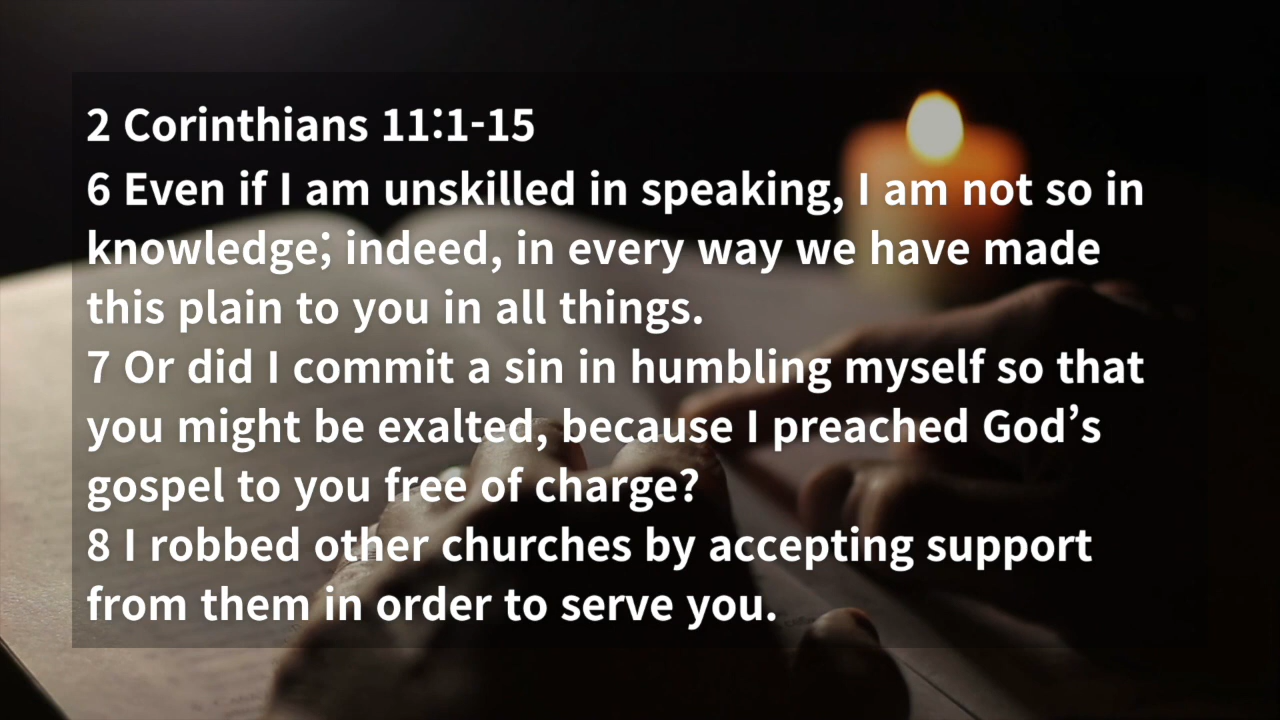 2 Corinthians 11:1-15
6 Even if I am unskilled in speaking, I am not so in
knowledge; indeed, in every way we have made
this plain to you in all things.
7 Or did I commit a sin in humbling myself so that
you might be exalted, because I preached God’s
gospel to you free of charge?
8 I robbed other churches by accepting support
from them in order to serve you.